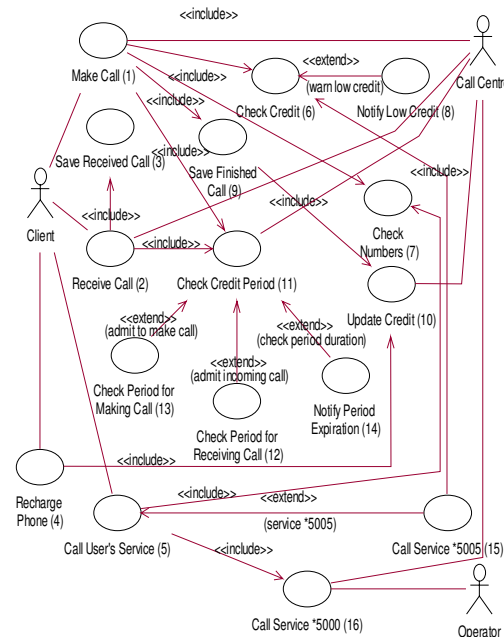 <<include>>
Make Call (1)
<<include>>
<<extend>>
(warn low credit)
Call Centr
<<include>>
Check Credit
(6)
Notify Low Credit (8)
<<include>>
Save Received Call (3)
<<include>>
Save Finished
Call (9)
<<include>>
Client
<<include>>
Check
Numbers (7)
Receive Call (2)
<<include>>
Check Credit Period (11)
Update Credit (10)
<<extend>>
(admit to make call)
<<extend>>
(check period duration)
<<extend>>
(admit incoming call)
Check Period for
Making Call (13)
Notify Period
Expiration (14)
Check Period for
Receiving Call (12)
<<include>>
Recharge
Phone (4)
<<include>>
<<extend>>
(service *5005)
Call User's Service (5)
<<include>>
Call Service *5005 (15)
Call Service *5000 (16)
Operator